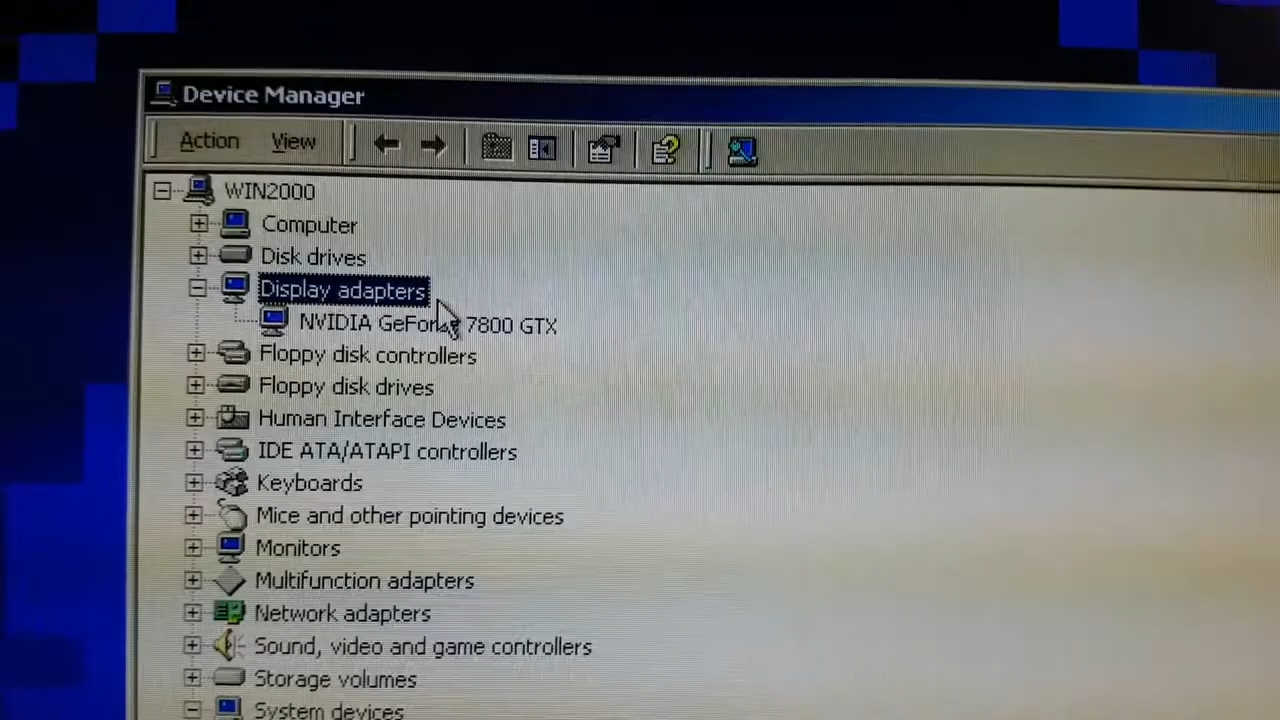 Device Manager
Action View
WIN2000
Computer
Disk drives
Display adapters
NVIDIA GeForce 7800 GTX
Floppy disk controllers
Floppy disk drives
Human Interface Devices
IDE ATA/ATAPI controllers
Keyboards
Mice and other pointing devices
Monitors
Multifunction adapters
Network adapters
Sound, video and game controllers
Storage volumes
System devices